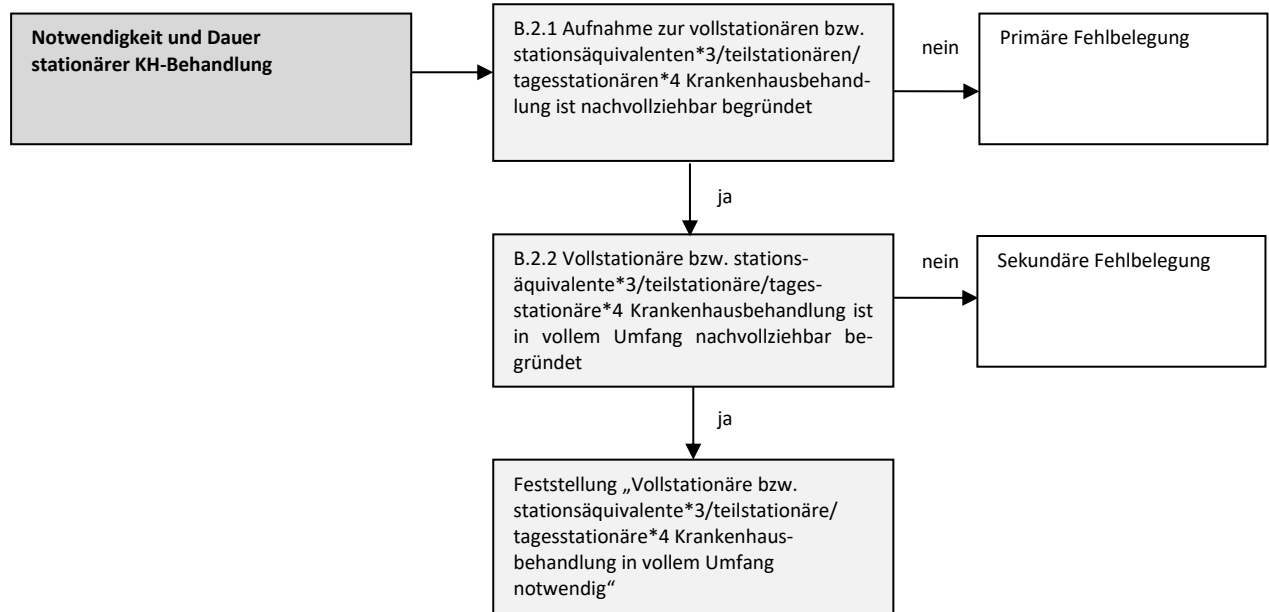 Notwendigkeit und Dauer
stationärer KH-Behandlung
B.2.1 Aufnahme zur vollstationären bzw.
stationsäquivalenten*3/teilstationären/
tagesstationären*4 Krankenhausbehand-
lung ist nachvollziehbar begründet
nein
Primäre Fehlbelegung
ja
B.2.2 Vollstationäre bzw. stations-
äquivalente*3/teilstationäre/tages-
stationäre*4 Krankenhausbehandlung ist
in vollem Umfang nachvollziehbar be-
gründet
nein
Sekundäre Fehlbelegung
ja
Feststellung „Vollstationäre bzw.
stationsäquivalente*3/teilstationäre/
tagesstationäre*4 Krankenhaus-
behandlung in vollem Umfang
notwendig“